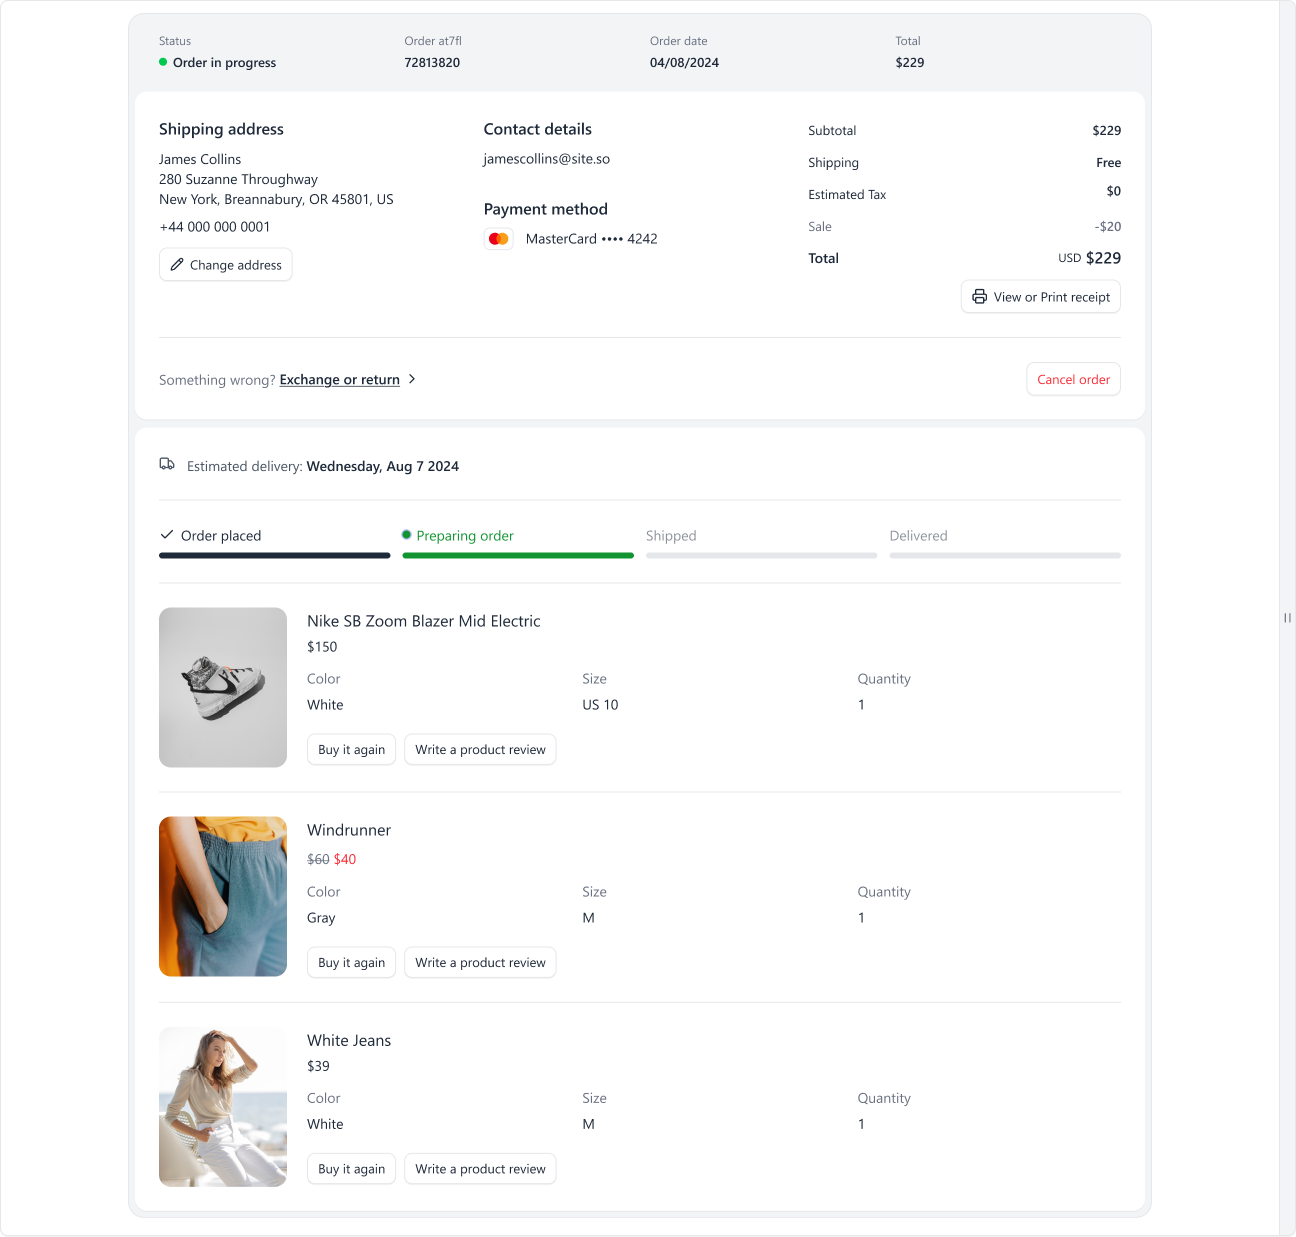 Status
Order in progress
Order at7fl
72813820
Order date
04/08/2024
Total
$229
Shipping address
James Collins
280 Suzanne Throughway
New York, Breannabury, OR 45801, US
+44 000 000 0001
Change address
Contact details
jamescollins@site.so
Payment method
MasterCard •••• 4242
Subtotal $229
Shipping Free
Estimated Tax $0
Sale -$20
Total USD $229
View or Print receipt
Something wrong? Exchange or return
Cancel order
Estimated delivery: Wednesday, Aug 7 2024
Order placed
Preparing order
Shipped
Delivered
Nike SB Zoom Blazer Mid Electric
$150
Color
White
Size
US 10
Quantity
1
Buy it again
Write a product review
Windrunner
$60 $40
Color
Gray
Size
M
Quantity
1
Buy it again
Write a product review
White Jeans
$39
Color
White
Size
M
Quantity
1
Buy it again
Write a product review